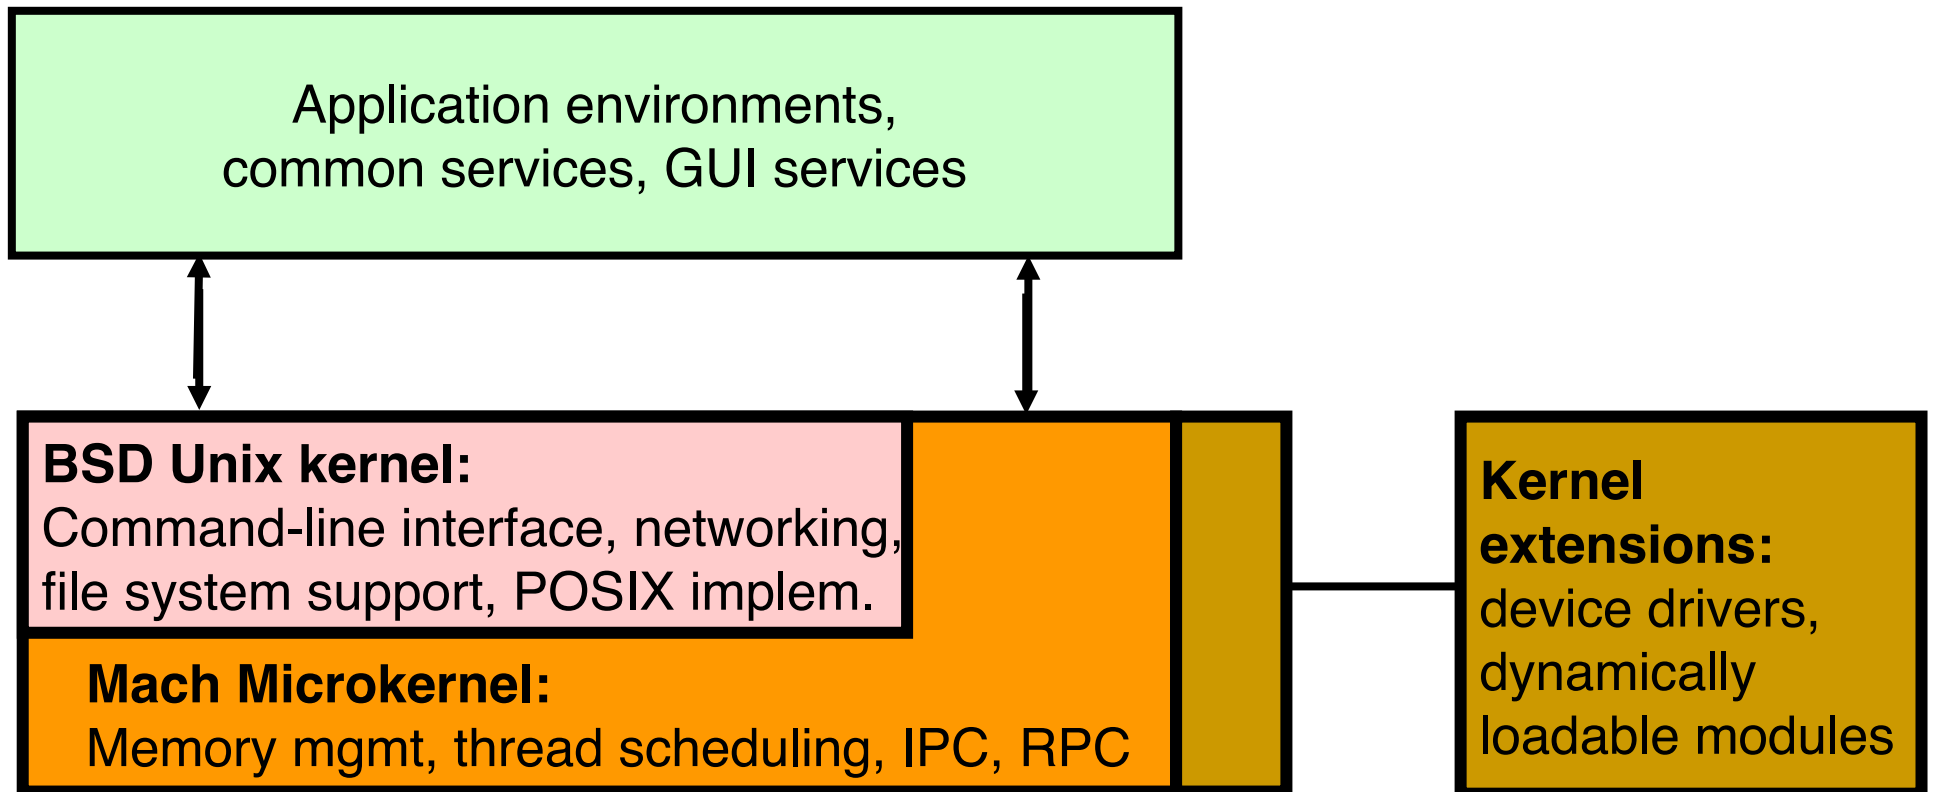 Application environments,
common services, GUI services
BSD Unix kernel:
Command-line interface, networking,
file system support, POSIX implem.
Mach Microkernel:
Memory mgmt, thread scheduling, IPC, RPC
Kernel
extensions:
device drivers,
dynamically
loadable modules